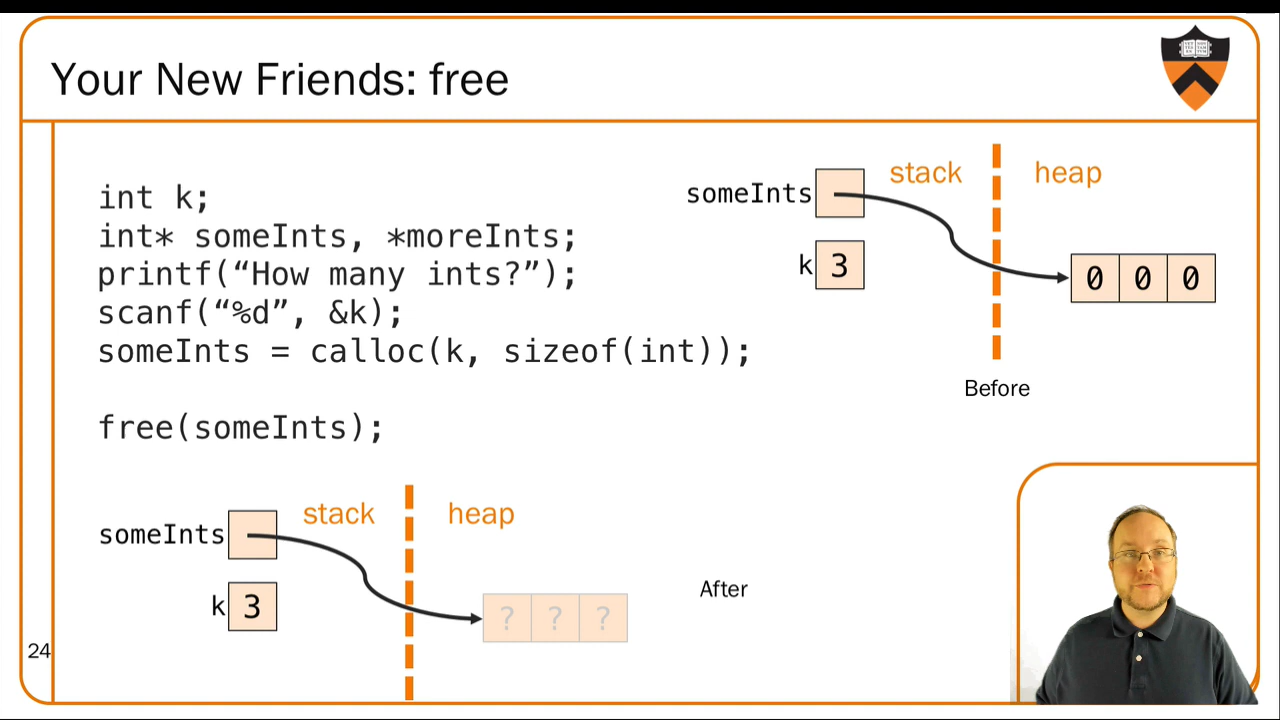 Your New Friends: free
int k;
int* someInts, *moreInts;
printf(“How many ints?”);
scanf(“%d”, &k);
someInts = calloc(k, sizeof(int));
free(someInts);
stack heap
someInts
k 3
0 0 0
Before
stack heap
someInts
k 3
? ? ?
After
24